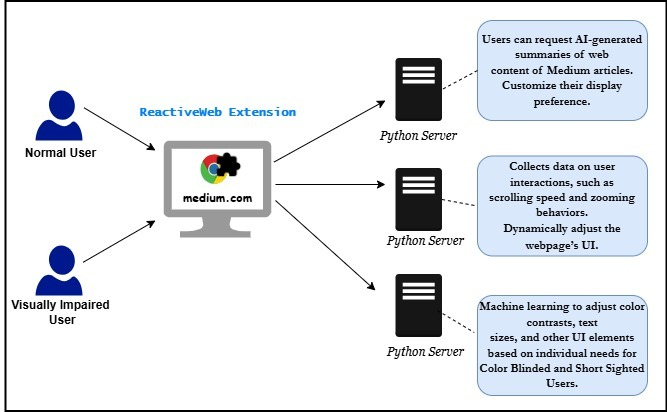 Users can request AI-generated
summaries of web
content of Medium articles.
Customize their display
preference.
ReactiveWeb Extension
Python Server
Normal User
medium.com
Collects data on user
interactions, such as
scrolling speed and zooming
behaviors.
Dynamically adjust the
webpage's UI.
Python Server
Visually Impaired
User
Machine learning to adjust color
contrasts, text
sizes, and other UI elements
based on individual needs for
Color Blinded and Short Sighted
Users.
Python Server